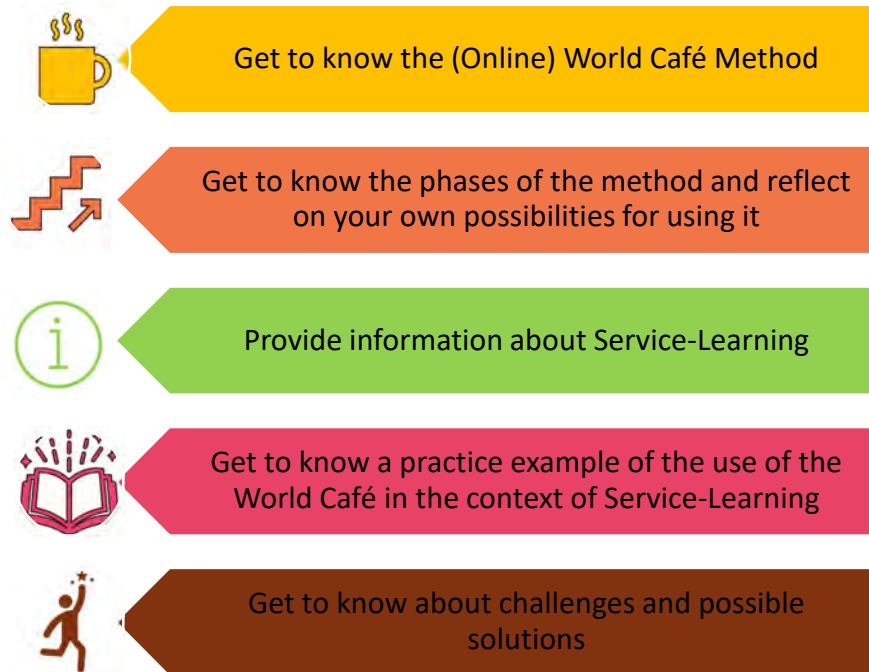 Get to know the (Online) World Café Method
Get to know the phases of the method and reflect
on your own possibilities for using it
Provide information about Service-Learning
Get to know a practice example of the use of the
World Café in the context of Service-Learning
Get to know about challenges and possible
solutions